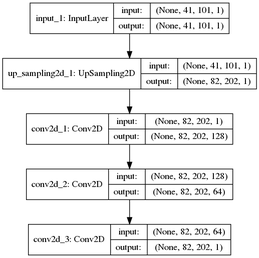 input_1: InputLayer
input: (None, 41, 101, 1)
output: (None, 41, 101, 1)
up_sampling2d_1: UpSampling2D
input: (None, 41, 101, 1)
output: (None, 82, 202, 1)
conv2d_1: Conv2D
input: (None, 82, 202, 1)
output: (None, 82, 202, 128)
conv2d_2: Conv2D
input: (None, 82, 202, 128)
output: (None, 82, 202, 64)
conv2d_3: Conv2D
input: (None, 82, 202, 64)
output: (None, 82, 202, 1)